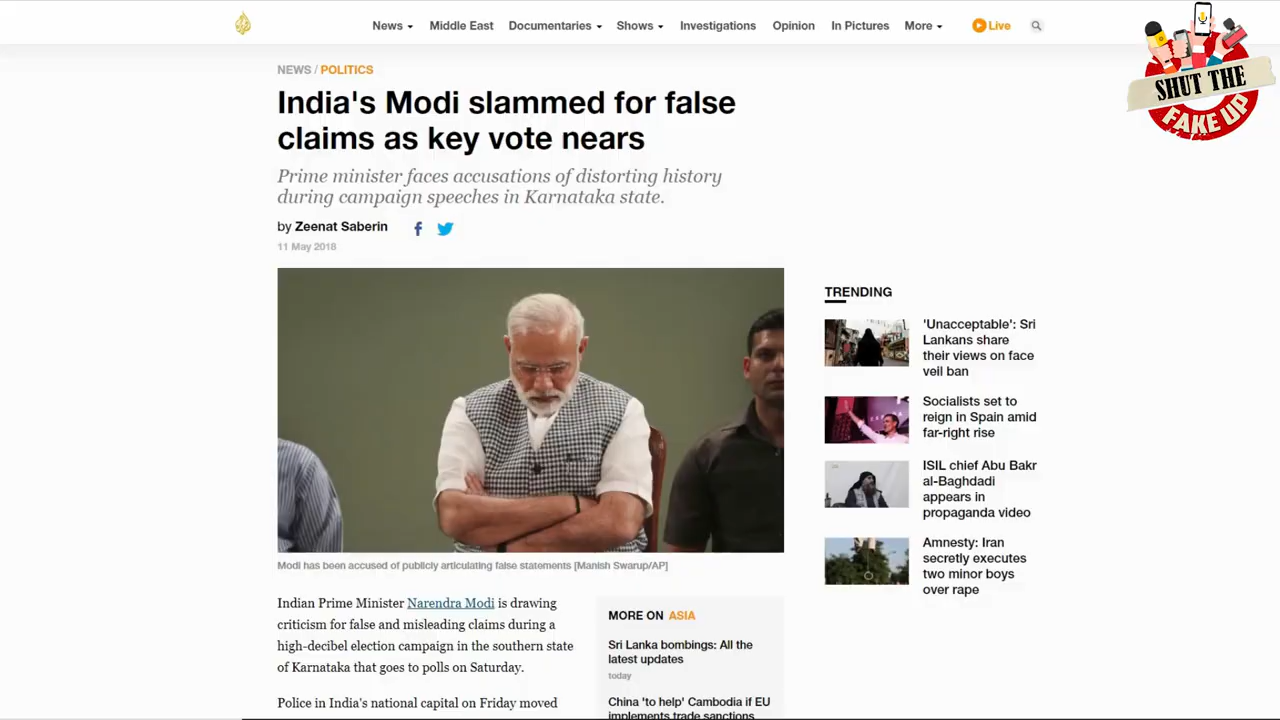 News
Middle East
Documentaries
Shows
Investigations
Opinion
In Pictures
More
Live
SHUT THE
FAKE UP
NEWS / POLITICS
India's Modi slammed for false
claims as key vote nears
Prime minister faces accusations of distorting history
during campaign speeches in Karnataka state.
by Zeenat Saberin
11 May 2018
Modi has been accused of publicly articulating false statements [Manish Swarup/AP]
Indian Prime Minister Narendra Modi is drawing
criticism for false and misleading claims during a
high-decibel election campaign in the southern state
of Karnataka that goes to polls on Saturday.
Police in India's national capital on Friday moved
MORE ON ASIA
Sri Lanka bombings: All the
latest updates
today
China 'to help' Cambodia if EU
implements trade sanctions
TRENDING
'Unacceptable': Sri
Lankans share
their views on face
veil ban
Socialists set to
reign in Spain amid
far-right rise
ISIL chief Abu Bakr
al-Baghdadi
appears in
propaganda video
Amnesty: Iran
secretly executes
two minor boys
over rape